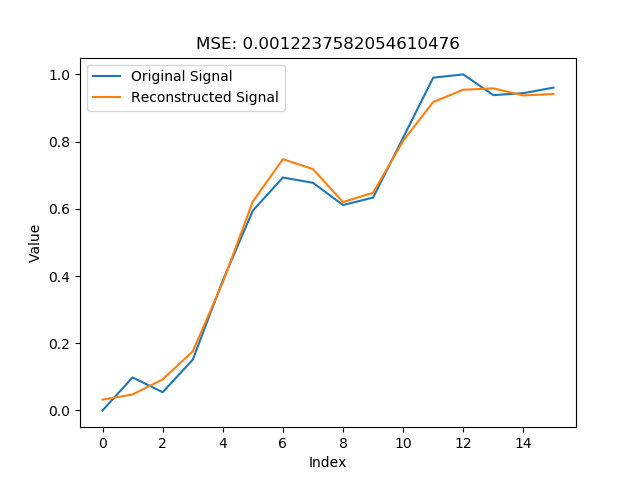 MSE: 0.0012237582054610476
Original Signal
Reconstructed Signal
1.0
0.8
0.6
0.4
0.2
0.0
Value
0 2 4 6 8 10 12 14
Index